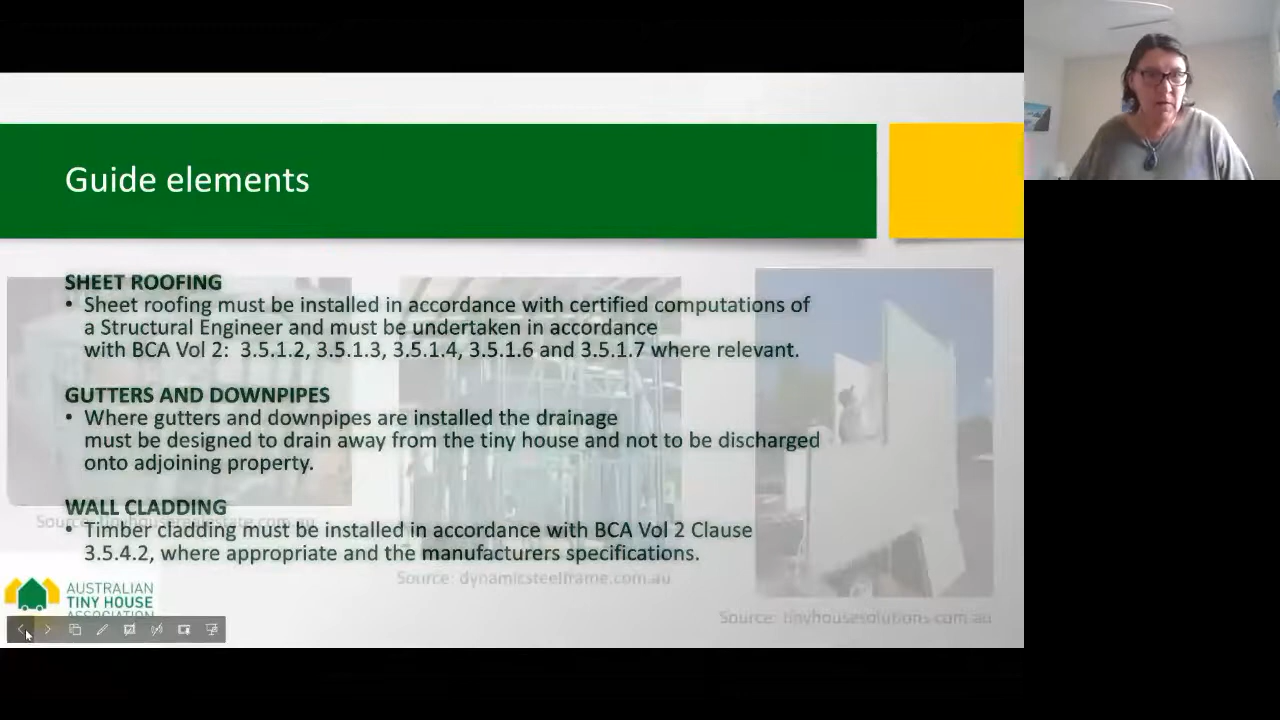 Guide elements
SHEET ROOFING
• Sheet roofing must be installed in accordance with certified computations of
a Structural Engineer and must be undertaken in accordance
with BCA Vol 2: 3.5.1.2, 3.5.1.3, 3.5.1.4, 3.5.1.6 and 3.5.1.7 where relevant.
GUTTERS AND DOWNPIPES
• Where gutters and downpipes are installed the drainage
must be designed to drain away from the tiny house and not to be discharged
onto adjoining property.
WALL CLADDING
Source: tinyhouserealestate.com.au
• Timber cladding must be installed in accordance with BCA Vol 2 Clause
3.5.4.2, where appropriate and the manufacturers specifications.
Source: dynamicsteelframe.com.au
AUSTRALIAN
TINY HOUSE
ASSOCIATION
Source: tinyhousesolutions.com.au